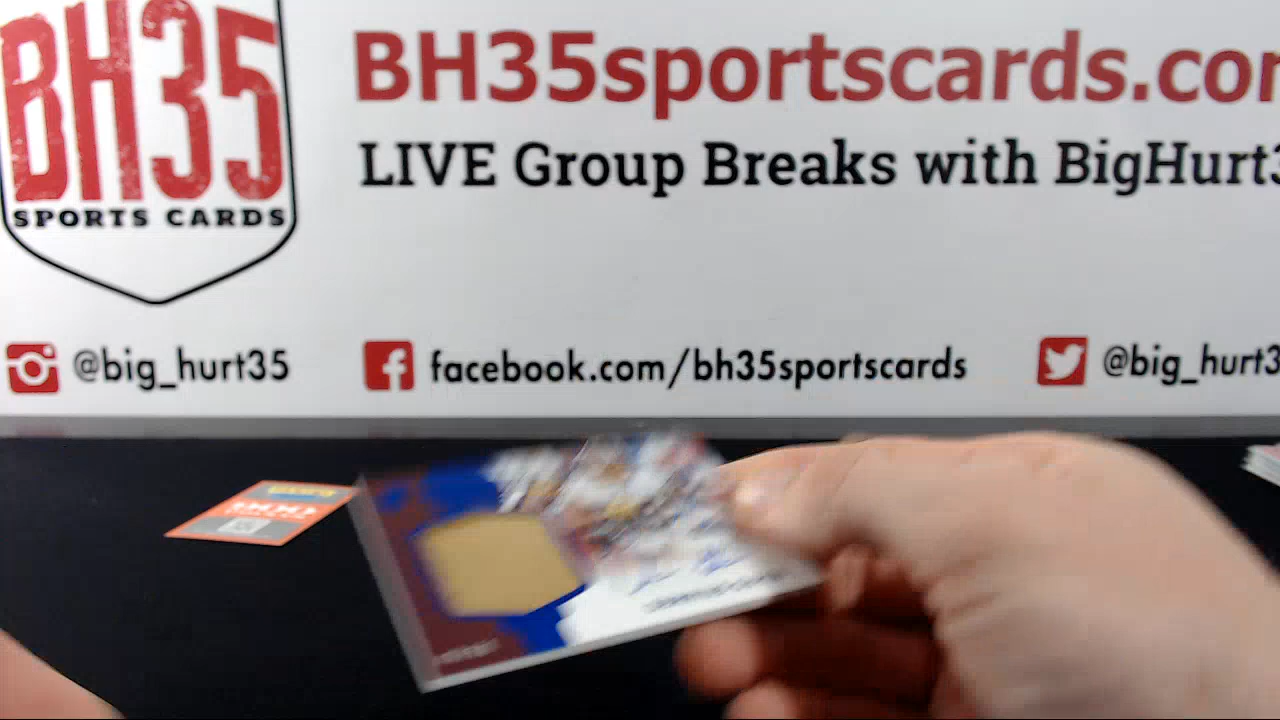 BH35
SPORTS CARDS
BH35sportscards.co
LIVE Group Breaks with BigHurt3
@big_hurt35
facebook.com/bh35sportscards
@big_hurt3